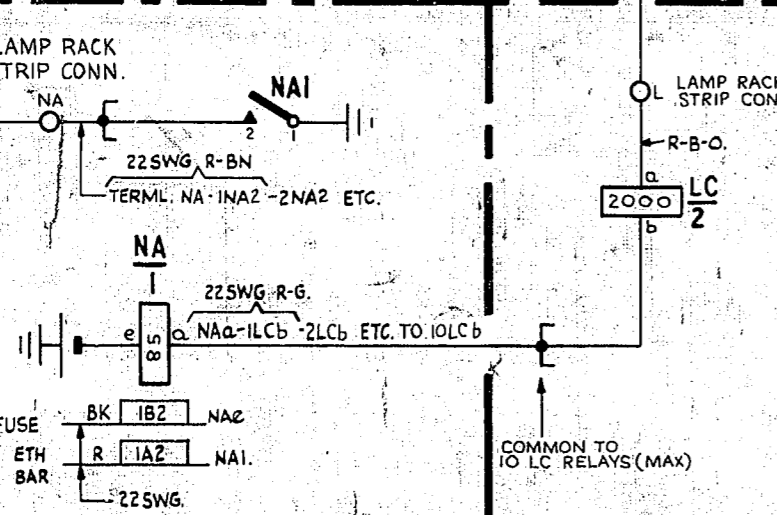 LAMP RACK
STRIP CONN.
NA
NA1
2
1
22SWG R-BN
TERML. NA-1NA2-2NA2 ETC.
L
LAMP RACK
STRIP CON
R-B-O.
a
2000
LC
2
b
NA
1
22SWG R-G.
e
85
a
NAa-1LCb-2LCb ETC. TO 10LCb
FUSE
BK
1B2
NAe
ETH
BAR
R
1A2
NA1.
22SWG.
COMMON TO
10 LC RELAYS (MAX)